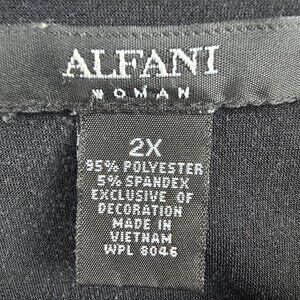 ALFANI
WOMAN
2X
95% POLYESTER
5% SPANDEX
EXCLUSIVE OF
DECORATION
MADE IN
VIETNAM
WPL 8046